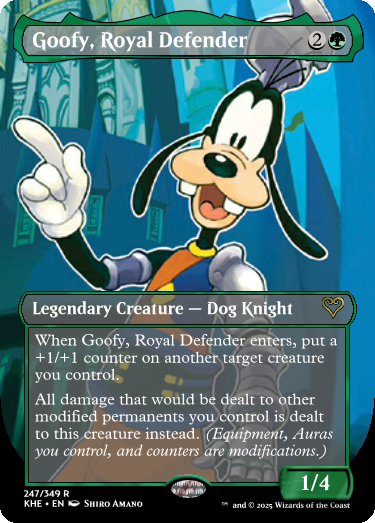 Goofy, Royal Defender 2
Legendary Creature — Dog Knight
When Goofy, Royal Defender enters, put a
+1/+1 counter on another target creature
you control.
All damage that would be dealt to other
modified permanents you control is dealt
to this creature instead. (Equipment, Auras
you control, and counters are modifications.)
1/4
247/349 R
KHE • EN Shiro Amano
™ and © 2025 Wizards of the Coast